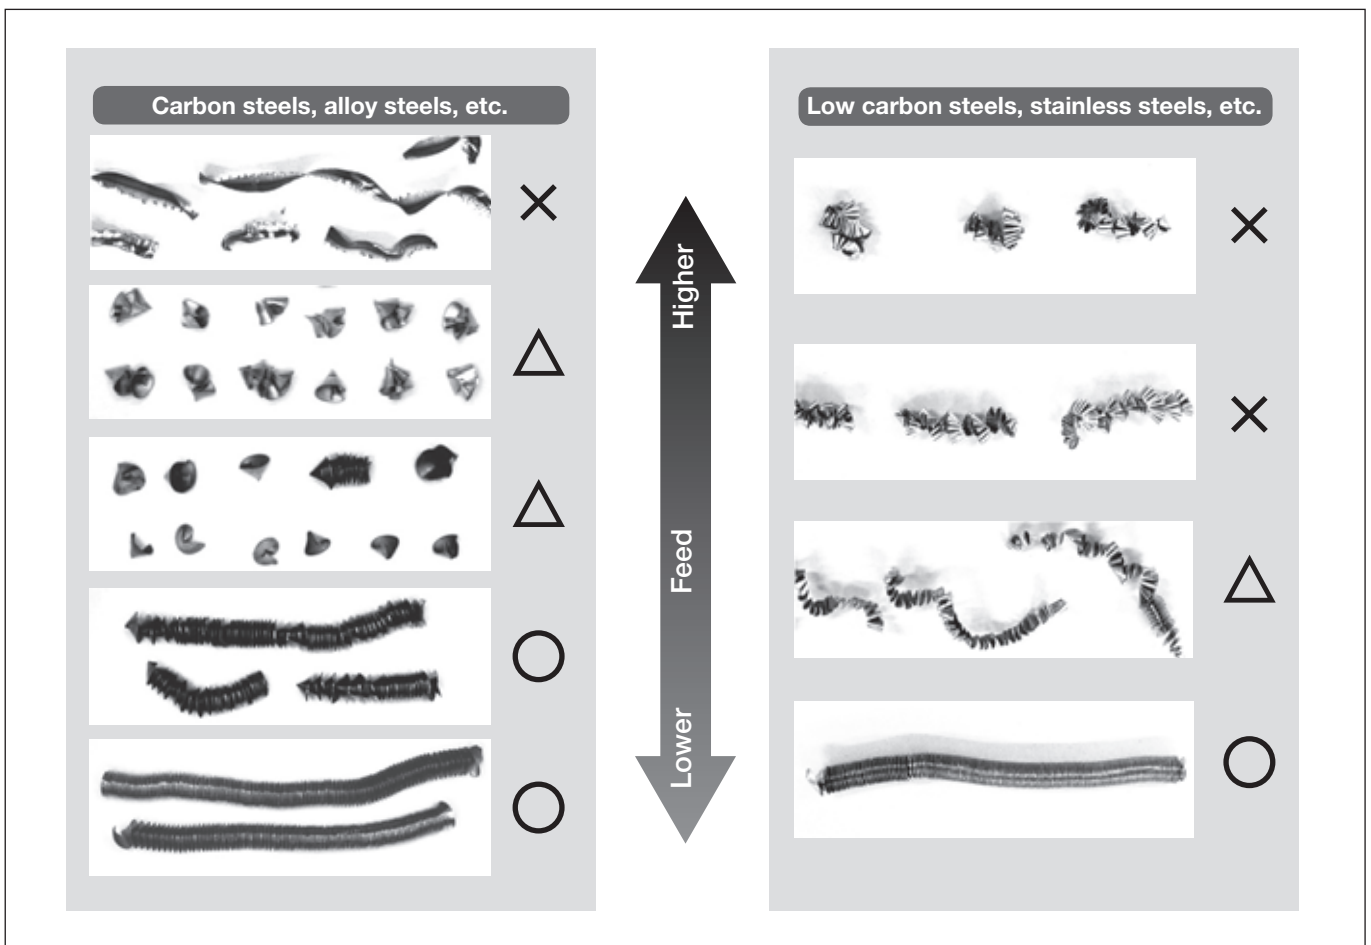 Carbon steels, alloy steels, etc.
Low carbon steels, stainless steels, etc.
Higher
Feed
Lower